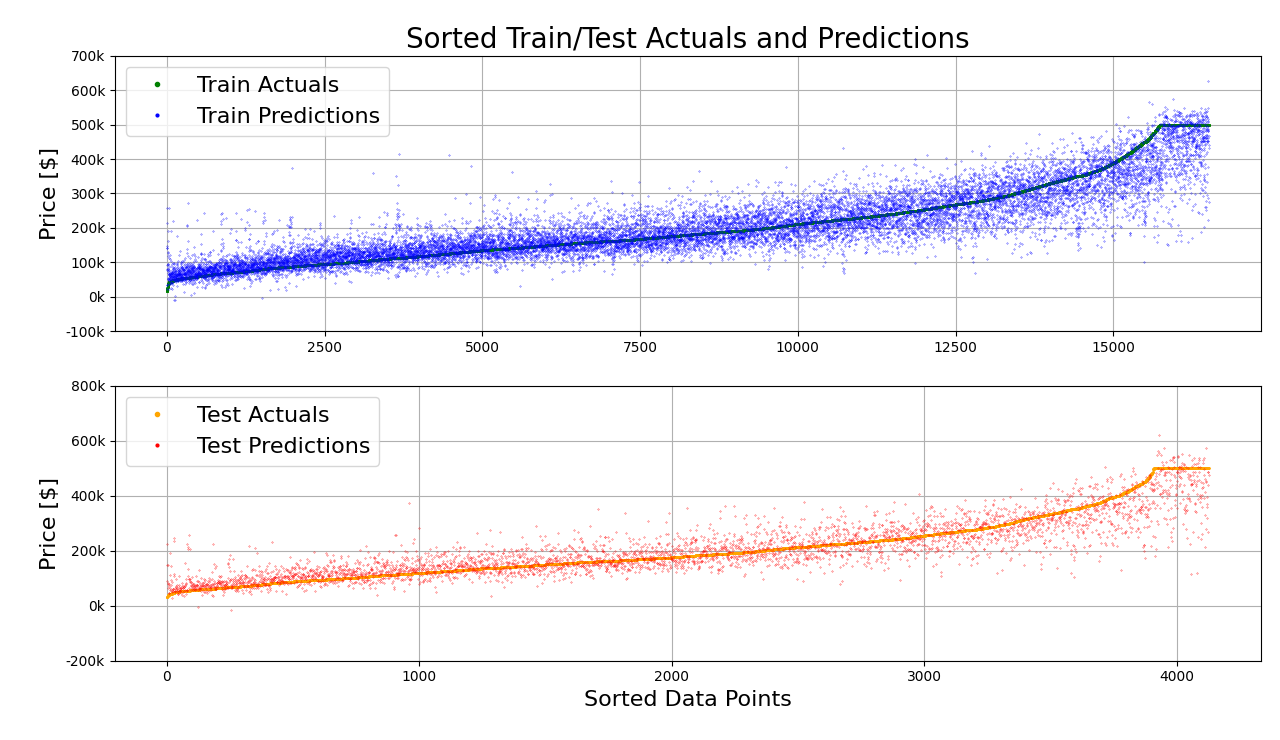 Sorted Train/Test Actuals and Predictions
700k
600k
500k
400k
300k
200k
100k
0k
-100k
Price [$]
Train Actuals
Train Predictions
0
2500
5000
7500
10000
12500
15000
800k
600k
400k
200k
0k
-200k
Price [$]
Test Actuals
Test Predictions
0
1000
2000
3000
4000
Sorted Data Points